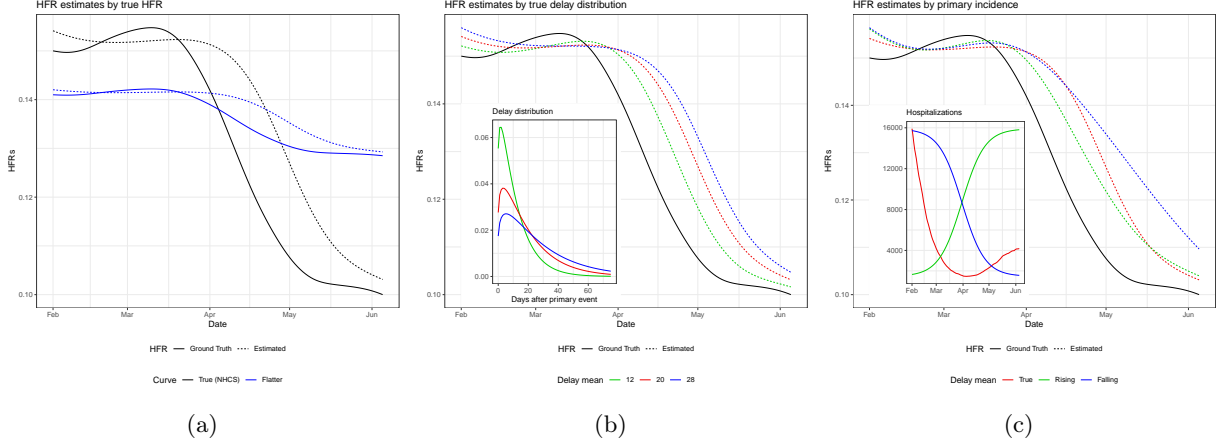 HFR estimates by true HFR
HFRs
0.14
0.12
0.10
Feb Mar Apr May Jun
Date
HFR Ground Truth Estimated
Curve True (NHCS) Flatter
(a)
HFR estimates by true delay distribution
HFRs
0.14
0.12
0.10
Delay distribution
0.06
0.04
0.02
0.00
0 20 40 60
Days after primary event
Feb Mar Apr May Jun
Date
HFR Ground Truth Estimated
Delay mean 12 20 28
(b)
HFR estimates by primary incidence
HFRs
0.14
0.12
0.10
Hospitalizations
16000
12000
8000
4000
Feb Mar Apr May Jun
Feb Mar Apr May Jun
Date
HFR Ground Truth Estimated
Delay mean True Rising Falling
(c)